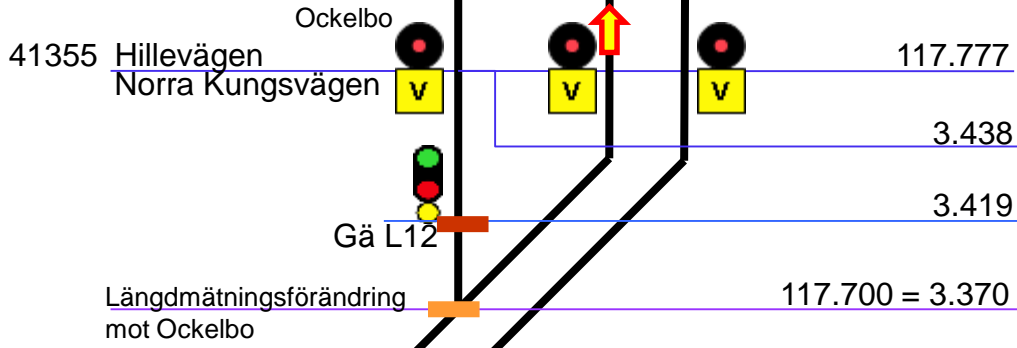 Ockelbo
41355 Hillevägen 117.777
Norra Kungsvägen
V V V
3.438
3.419
Gä L12
Längdmätningsförändring 117.700 = 3.370
mot Ockelbo